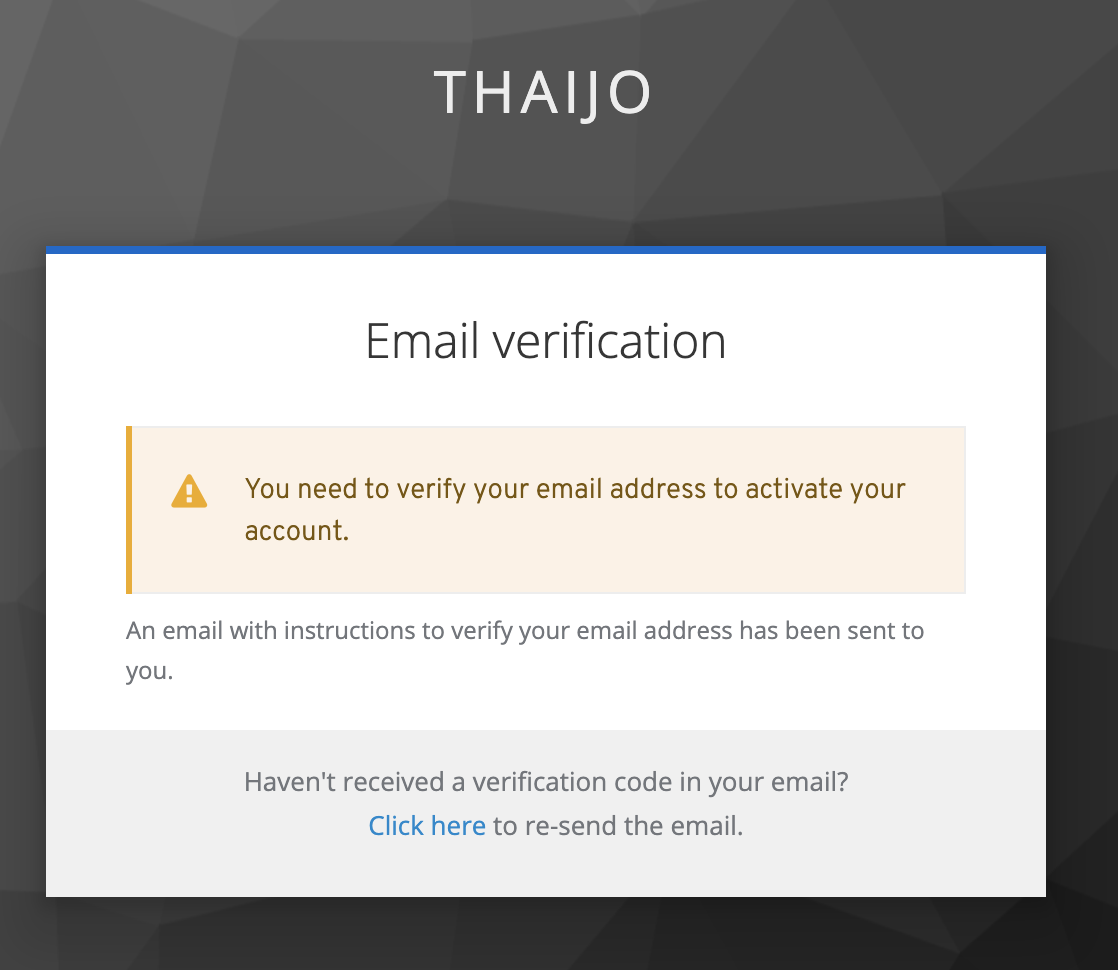 THAIJO
Email verification
You need to verify your email address to activate your
account.
An email with instructions to verify your email address has been sent to
you.
Haven't received a verification code in your email?
Click here to re-send the email.